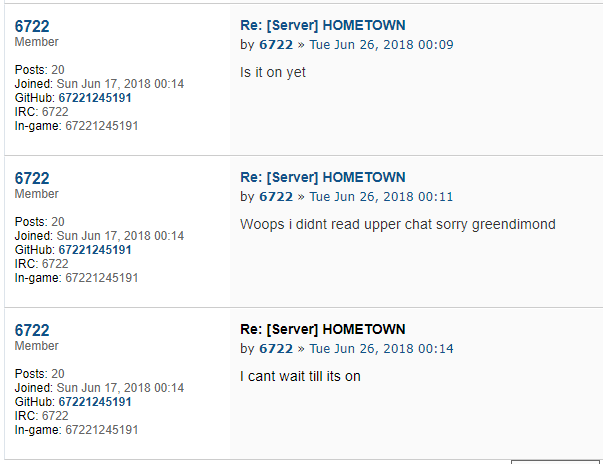 6722
Member
Posts: 20
Joined: Sun Jun 17, 2018 00:14
GitHub: 67221245191
IRC: 6722
In-game: 67221245191
Re: [Server] HOMETOWN
by 6722 » Tue Jun 26, 2018 00:09
Is it on yet
6722
Member
Posts: 20
Joined: Sun Jun 17, 2018 00:14
GitHub: 67221245191
IRC: 6722
In-game: 67221245191
Re: [Server] HOMETOWN
by 6722 » Tue Jun 26, 2018 00:11
Woops i didnt read upper chat sorry greendimond
6722
Member
Posts: 20
Joined: Sun Jun 17, 2018 00:14
GitHub: 67221245191
IRC: 6722
In-game: 67221245191
Re: [Server] HOMETOWN
by 6722 » Tue Jun 26, 2018 00:14
I cant wait till its on